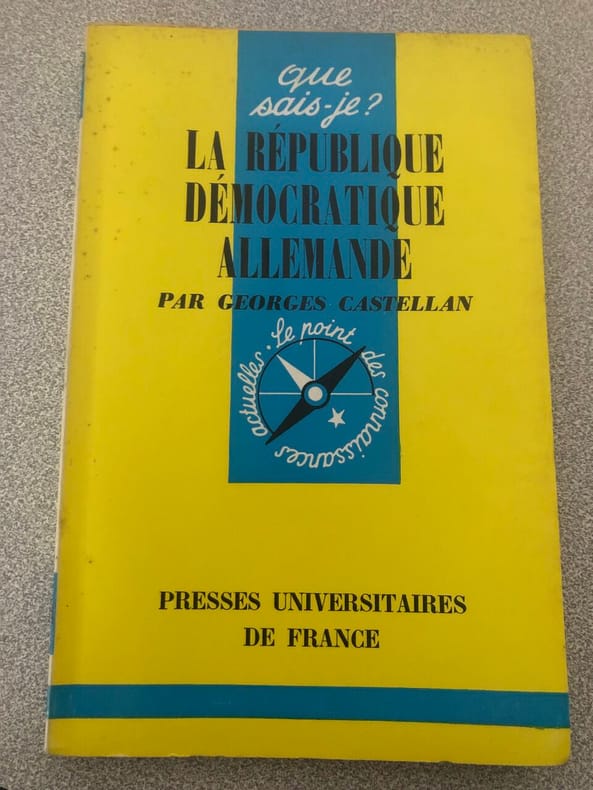 que
sais-je?
LA RÉPUBLIQUE
DÉMOCRATIQUE
ALLEMANDE
PAR GEORGES CASTELLAN
Le point des connaissances actuelles.
PRESSES UNIVERSITAIRES
DE FRANCE